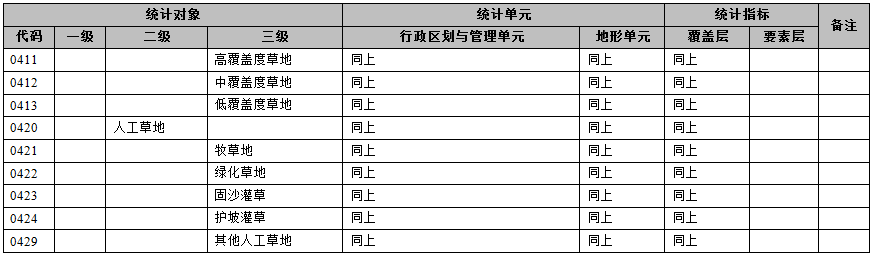 统计对象 统计单元 统计指标 备注
代码 一级 二级 三级 行政区划与管理单元 地形单元 覆盖层 要素层
0411 高覆盖度草地 同上 同上 同上
0412 中覆盖度草地 同上 同上 同上
0413 低覆盖度草地 同上 同上 同上
0420 人工草地 同上 同上 同上
0421 牧草地 同上 同上 同上
0422 绿化草地 同上 同上 同上
0423 固沙灌草 同上 同上 同上
0424 护坡灌草 同上 同上 同上
0429 其他人工草地 同上 同上 同上